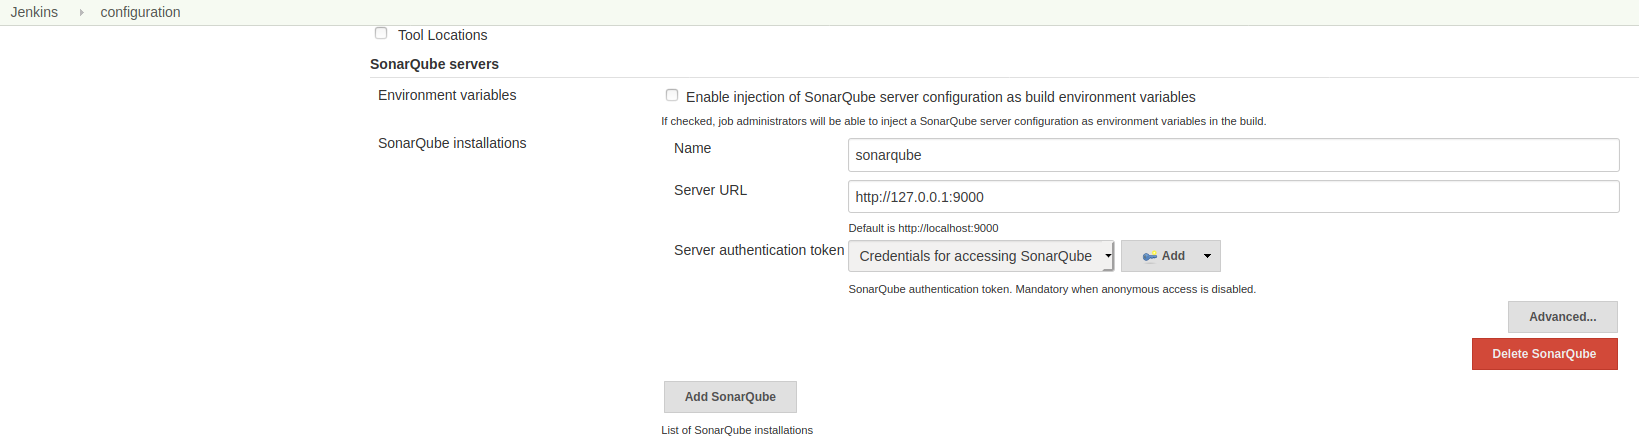 Jenkins configuration
Tool Locations
SonarQube servers
Environment variables
Enable injection of SonarQube server configuration as build environment variables
If checked, job administrators will be able to inject a SonarQube server configuration as environment variables in the build.
SonarQube installations
Name
sonarqube
Server URL
http://127.0.0.1:9000
Default is http://localhost:9000
Server authentication token
Credentials for accessing SonarQube
Add
SonarQube authentication token. Mandatory when anonymous access is disabled.
Advanced...
Delete SonarQube
Add SonarQube
List of SonarQube installations